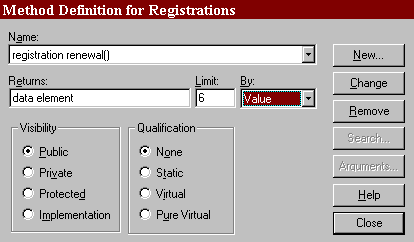 Method Definition for Registrations
Name:
registration renewal()
New...
Returns:
Limit:
By:
data element
6
Value
Change
Remove
Visibility
Qualification
Public
None
Search...
Private
Static
Arguments...
Protected
Virtual
Help
Implementation
Pure Virtual
Close